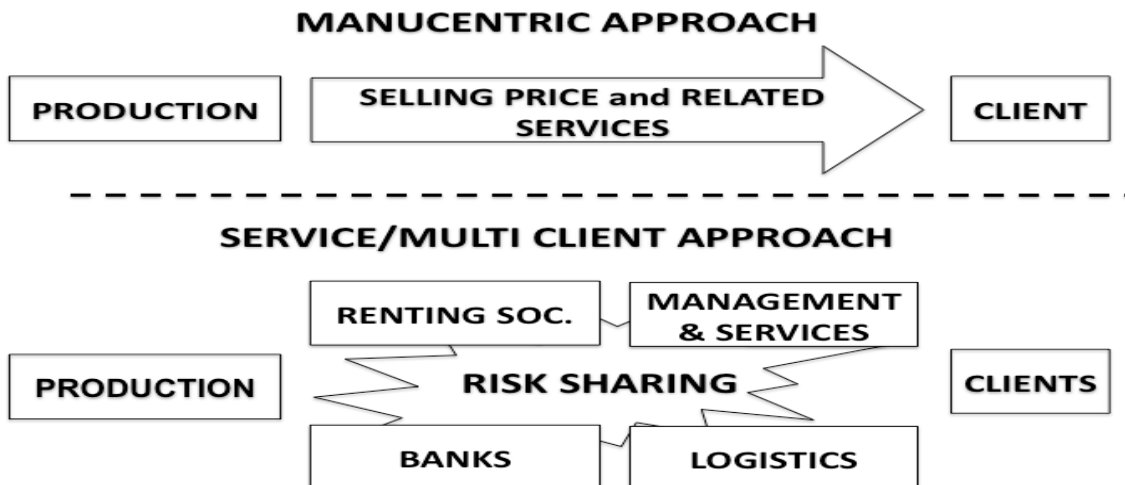 MANUCENTRIC APPROACH
PRODUCTION
SELLING PRICE and RELATED
SERVICES
CLIENT
SERVICE/MULTI CLIENT APPROACH
RENTING SOC.
MANAGEMENT
& SERVICES
PRODUCTION
RISK SHARING
CLIENTS
BANKS
LOGISTICS